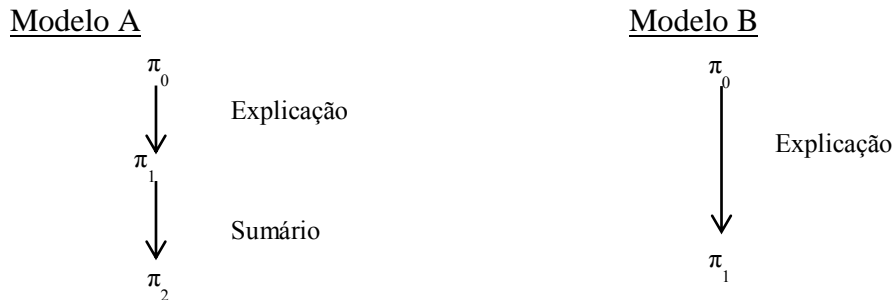 Modelo A
π0
Explicação
π1
Sumário
π2
Modelo B
π0
Explicação
π1